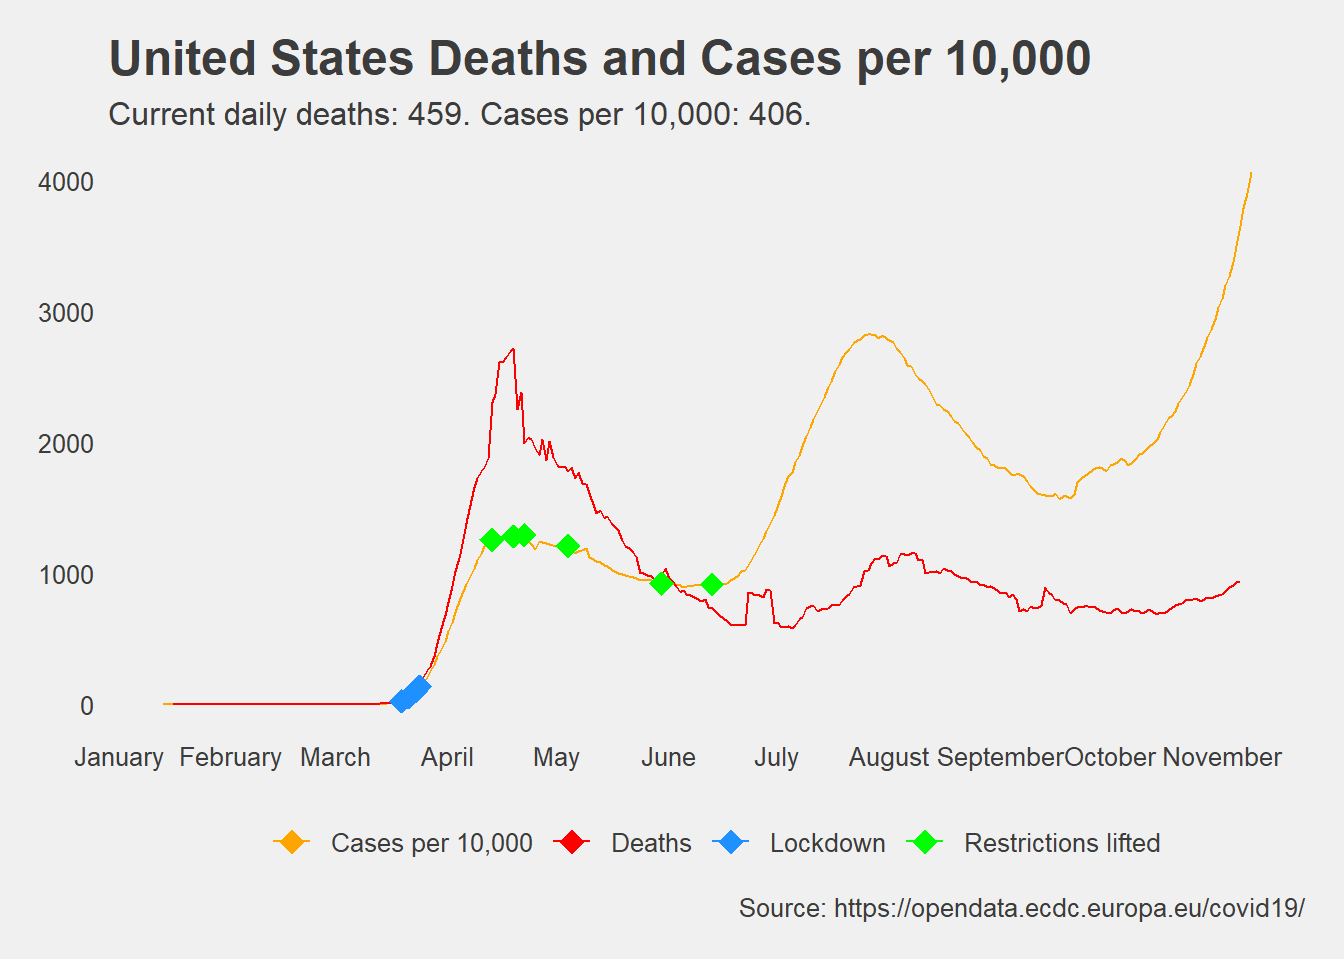 United States Deaths and Cases per 10,000
Current daily deaths: 459. Cases per 10,000: 406.
4000
3000
2000
1000
0
January February March April May June July August September October November
Cases per 10,000 Deaths Lockdown Restrictions lifted
Source: https://opendata.ecdc.europa.eu/covid19/